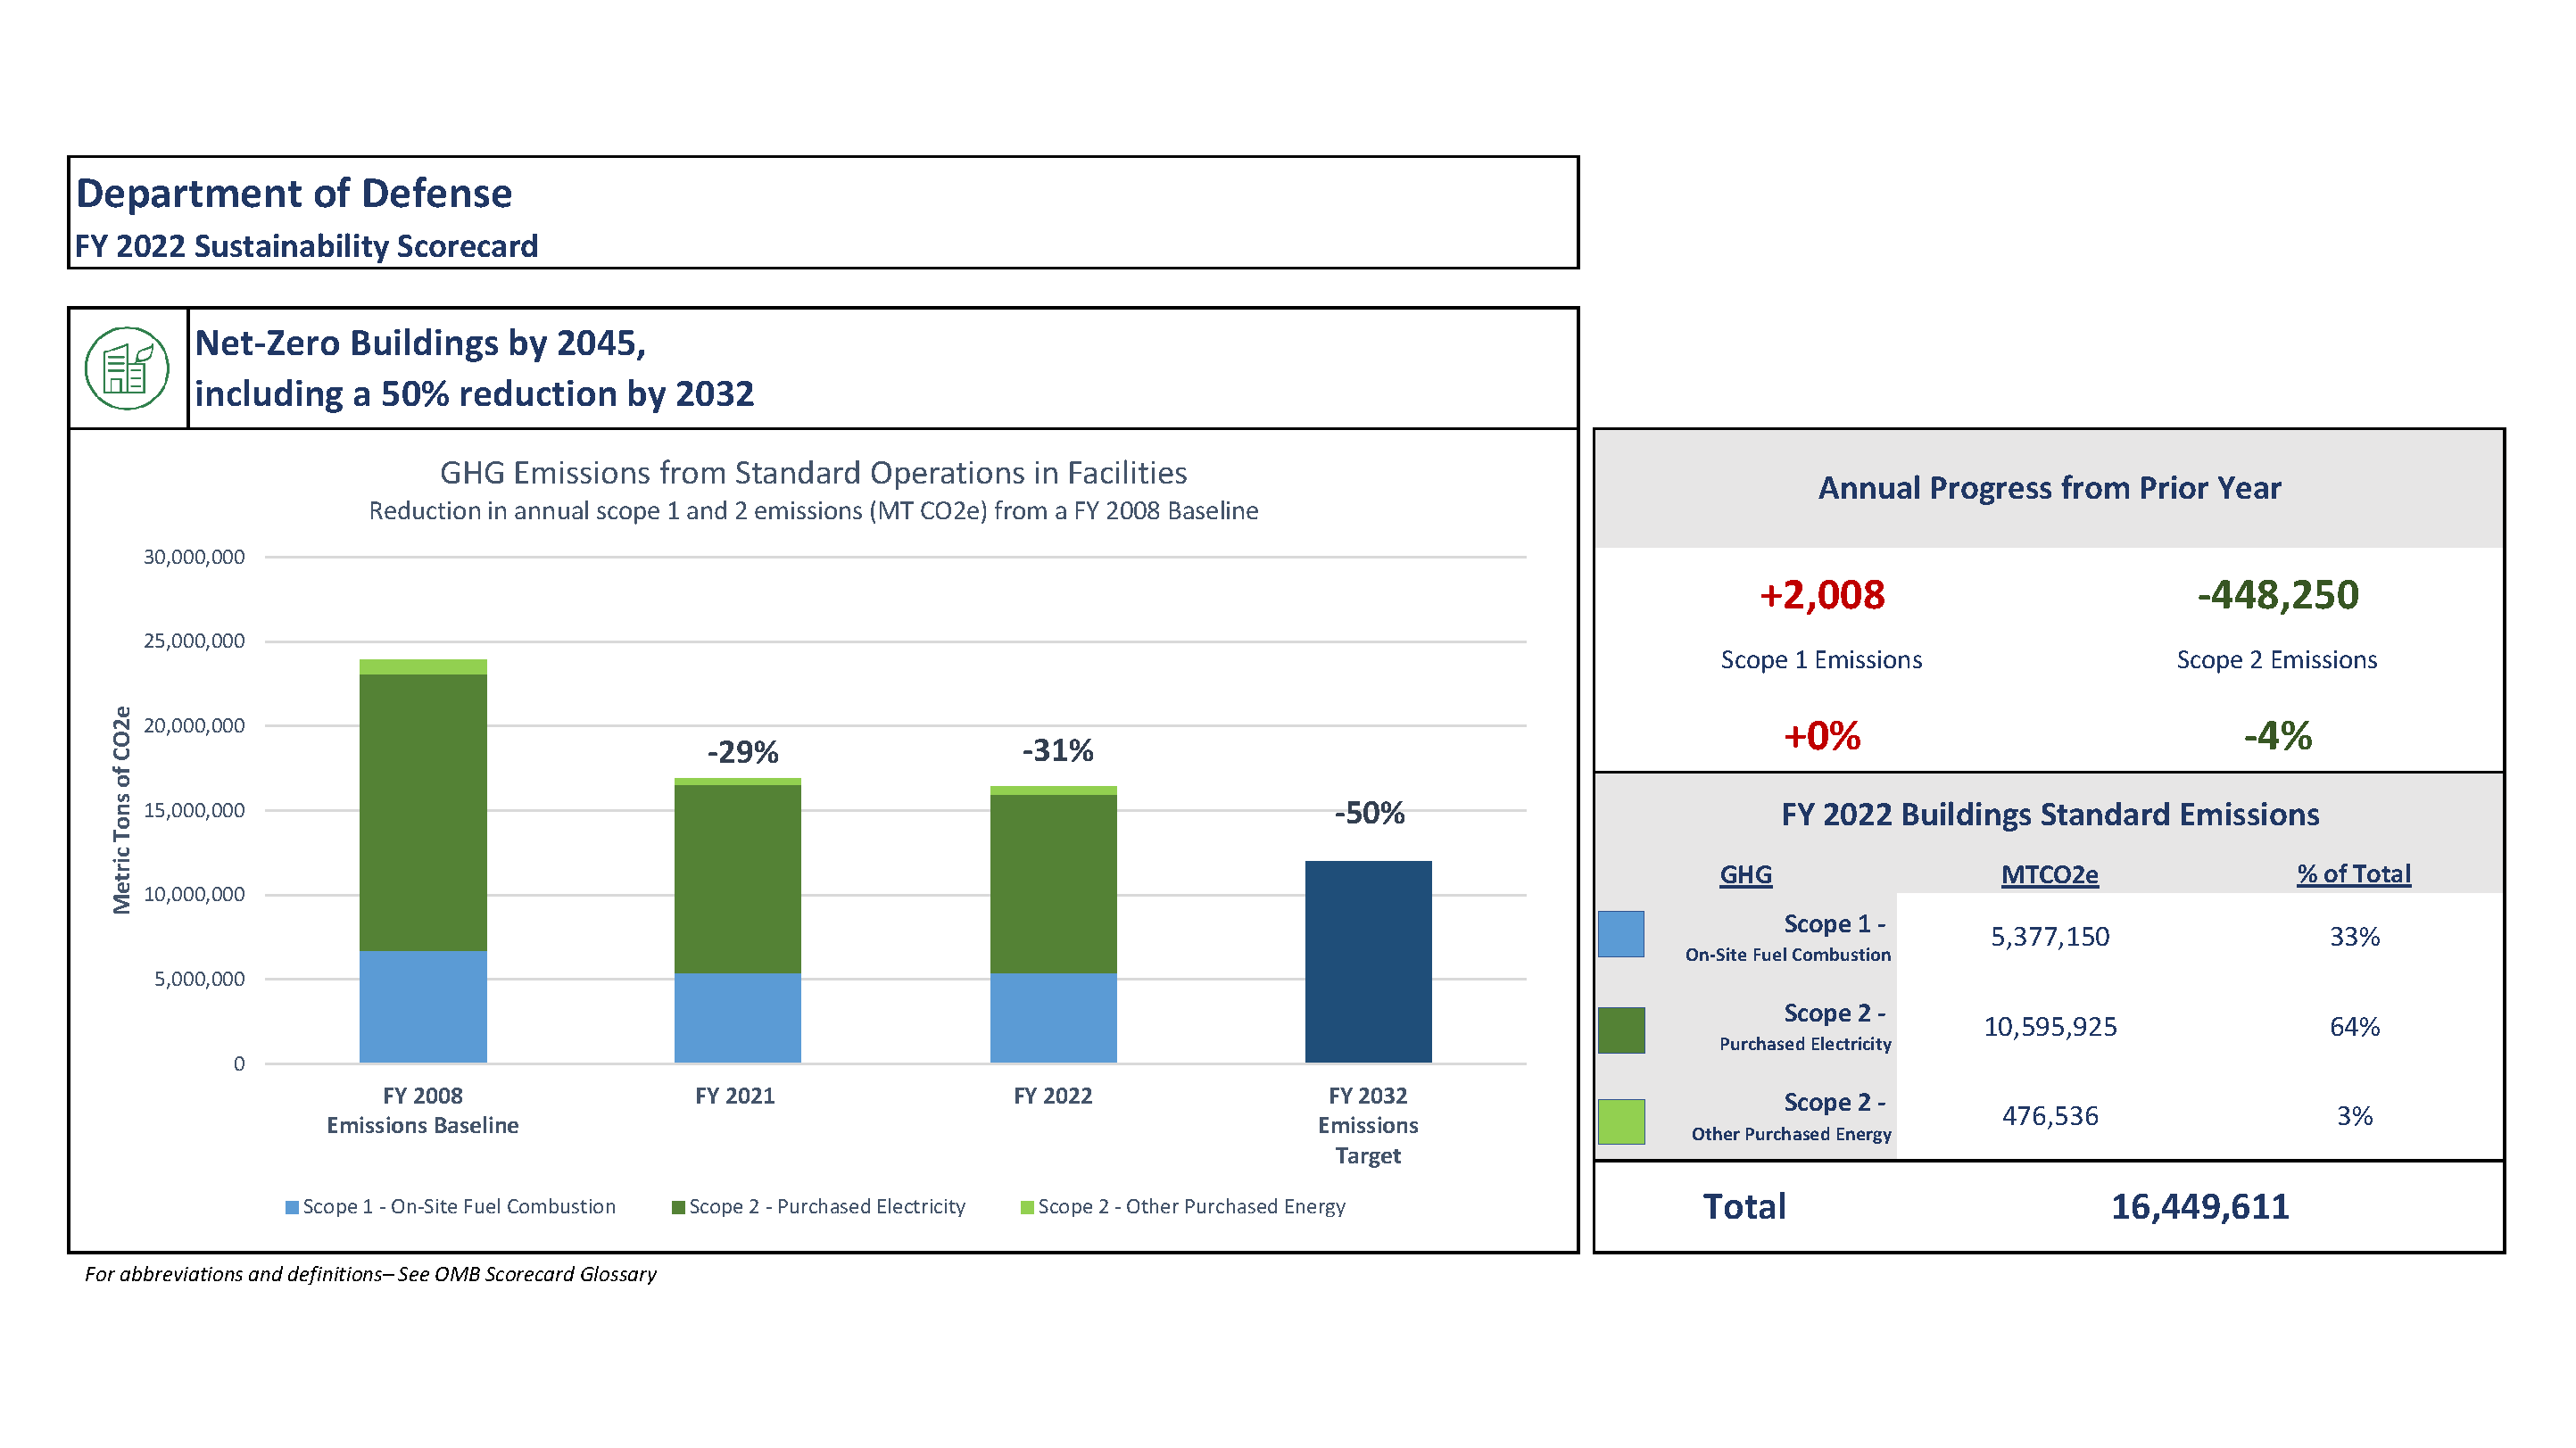 Department of Defense
FY 2022 Sustainability Scorecard
Net-Zero Buildings by 2045,
including a 50% reduction by 2032
GHG Emissions from Standard Operations in Facilities
Reduction in annual scope 1 and 2 emissions (MT CO2e) from a FY 2008 Baseline
Metric Tons of CO2e
30,000,000
25,000,000
20,000,000
15,000,000
10,000,000
5,000,000
0
-29%
-31%
-50%
FY 2008
Emissions Baseline
FY 2021
FY 2022
FY 2032
Emissions
Target
Scope 1 - On-Site Fuel Combustion
Scope 2 - Purchased Electricity
Scope 2 - Other Purchased Energy
For abbreviations and definitions– See OMB Scorecard Glossary
Annual Progress from Prior Year
+2,008 -448,250
Scope 1 Emissions Scope 2 Emissions
+0% -4%
FY 2022 Buildings Standard Emissions
GHG MTCO2e % of Total
Scope 1 -
On-Site Fuel Combustion
5,377,150 33%
Scope 2 -
Purchased Electricity
10,595,925 64%
Scope 2 -
Other Purchased Energy
476,536 3%
Total 16,449,611